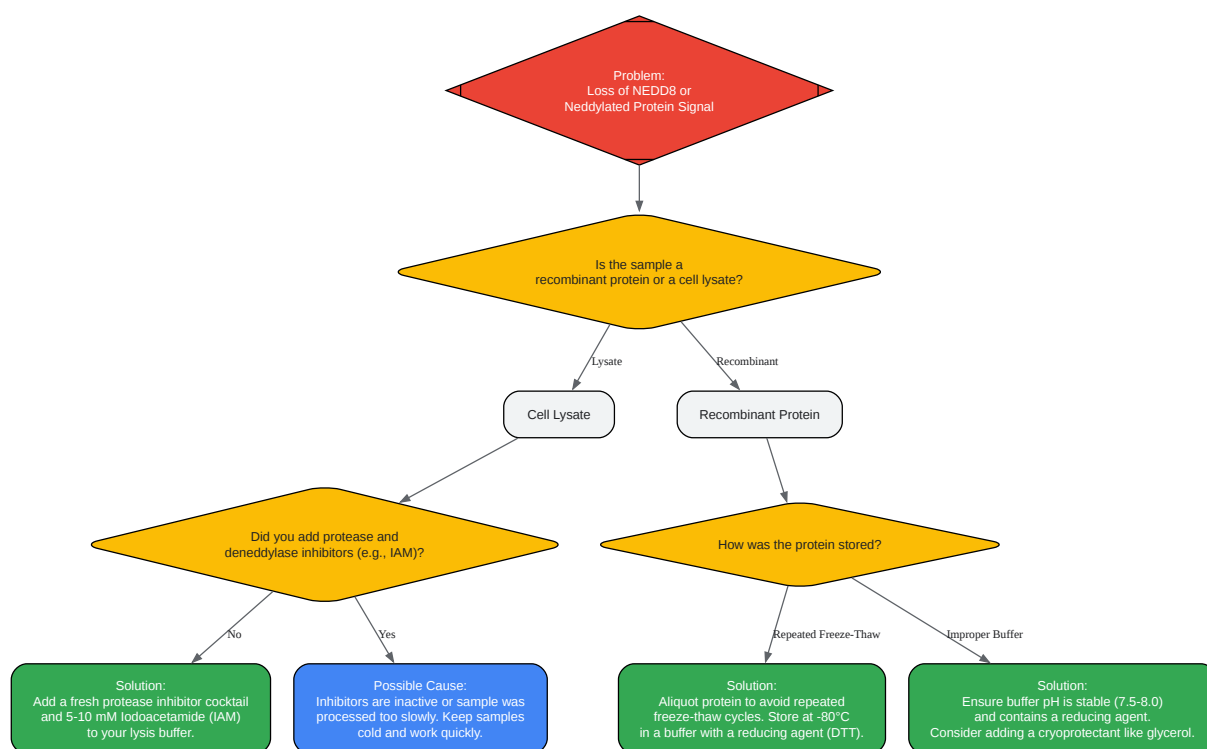 Problem:
Loss of NEDD8 or
Neddylated Protein Signal
Is the sample a
recombinant protein or a cell lysate?
Lysate
Recombinant
Cell Lysate
Recombinant Protein
Did you add protease and
deneddylase inhibitors (e.g., IAM)?
How was the protein stored?
No
Yes
Repeated Freeze-Thaw
Improper Buffer
Solution:
Add a fresh protease inhibitor cocktail
and 5-10 mM Iodoacetamide (IAM)
to your lysis buffer.
Possible Cause:
Inhibitors are inactive or sample was
processed too slowly. Keep samples
cold and work quickly.
Solution:
Aliquot protein to avoid repeated
freeze-thaw cycles. Store at -80°C
in a buffer with a reducing agent (DTT).
Solution:
Ensure buffer pH is stable (7.5-8.0)
and contains a reducing agent.
Consider adding a cryoprotectant like glycerol.